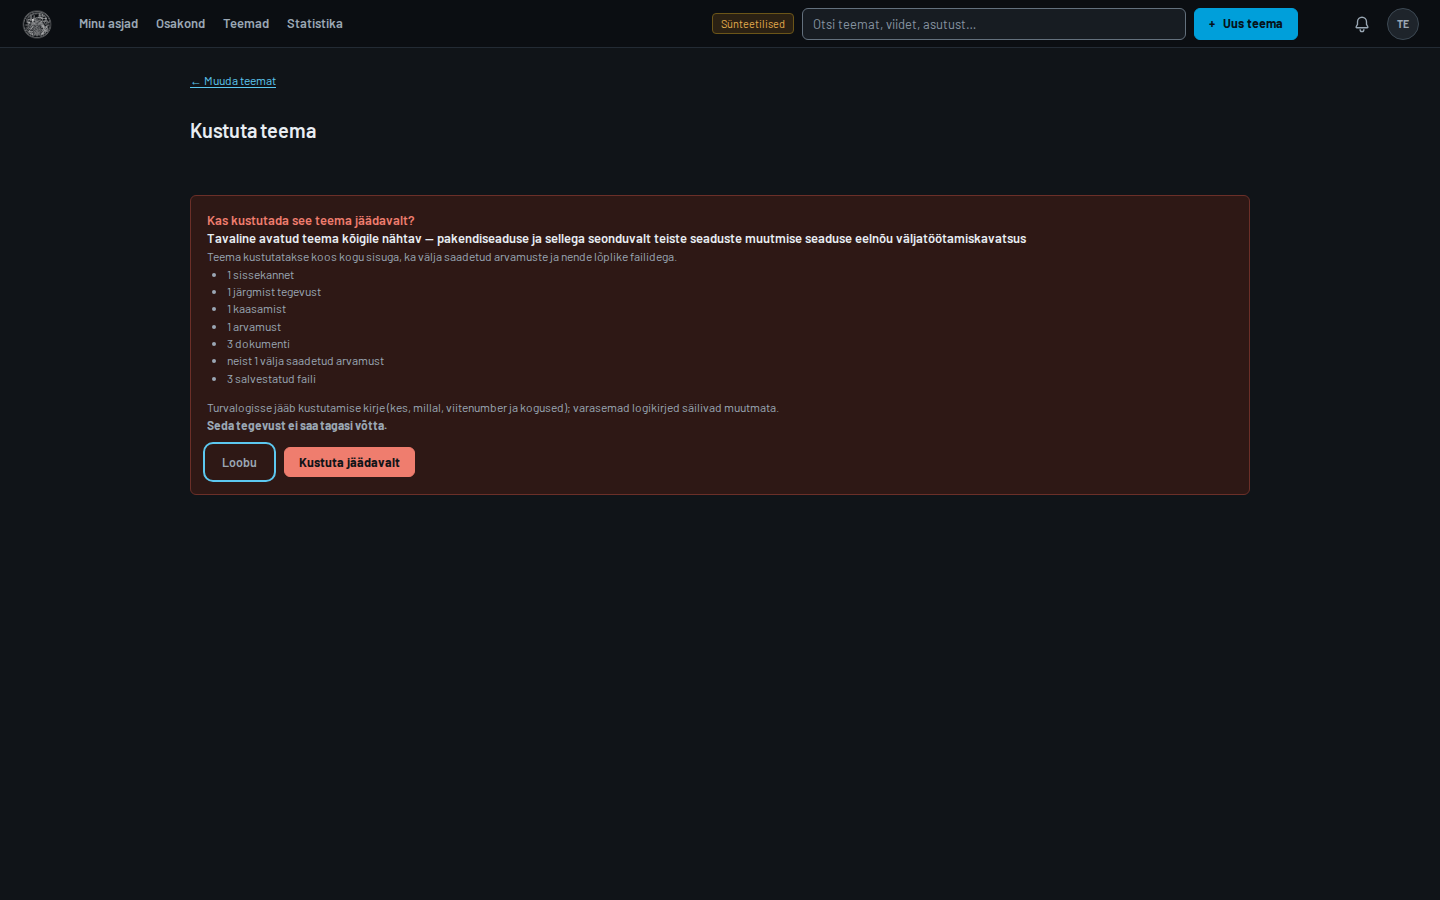 Minu asjad Osakond Teemad Statistika Sünteetilised Otsi teemat, viidet, asutust... + Uus teema TE
← Muuda teemat
Kustuta teema
Kas kustutada see teema jäädavalt?
Tavaline avatud teema kõigile nähtav — pakendiseaduse ja sellega seonduvalt teiste seaduste muutmise seaduse eelnõu väljatöötamiskavatsus
Teema kustutatakse koos kogu sisuga, ka välja saadetud arvamuste ja nende lõplike failidega.
• 1 sissekannet
• 1 järgmist tegevust
• 1 kaasamist
• 1 arvamust
• 3 dokumenti
• neist 1 välja saadetud arvamust
• 3 salvestatud faili
Turvalogisse jääb kustutamise kirje (kes, millal, viitenumber ja kogused); varasemad logikirjed säilivad muutmata.
Seda tegevust ei saa tagasi võtta.
Loobu Kustuta jäädavalt